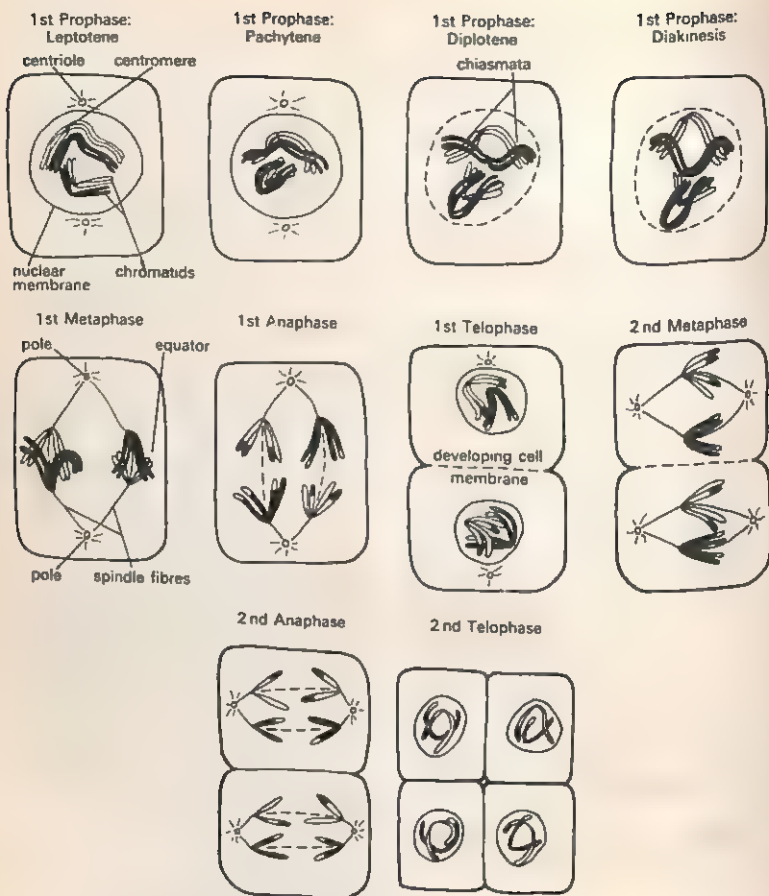 1st Prophase:
Leptotene
1st Prophase:
Pachytene
1st Prophase:
Diplotene
1st Prophase:
Diakinesis
centriole
centromere
chiasmata
nuclear
membrane
chromatids
1st Metaphase
1st Anaphase
1st Telophase
2nd Metaphase
pole
equator
developing cell
membrane
pole
spindle fibres
2nd Anaphase
2nd Telophase